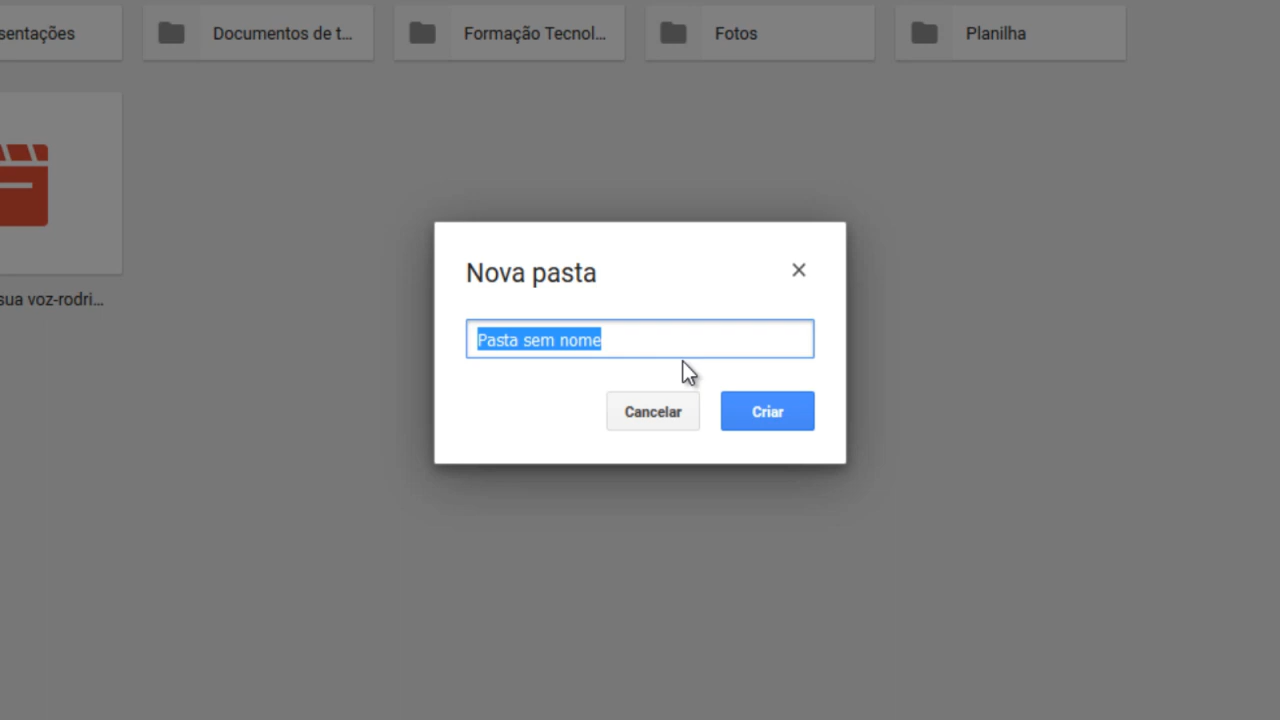 sentações
Documentos de t...
Formação Tecnol...
Fotos
Planilha
sua voz-rodri...
Nova pasta
Pasta sem nome
Cancelar
Criar